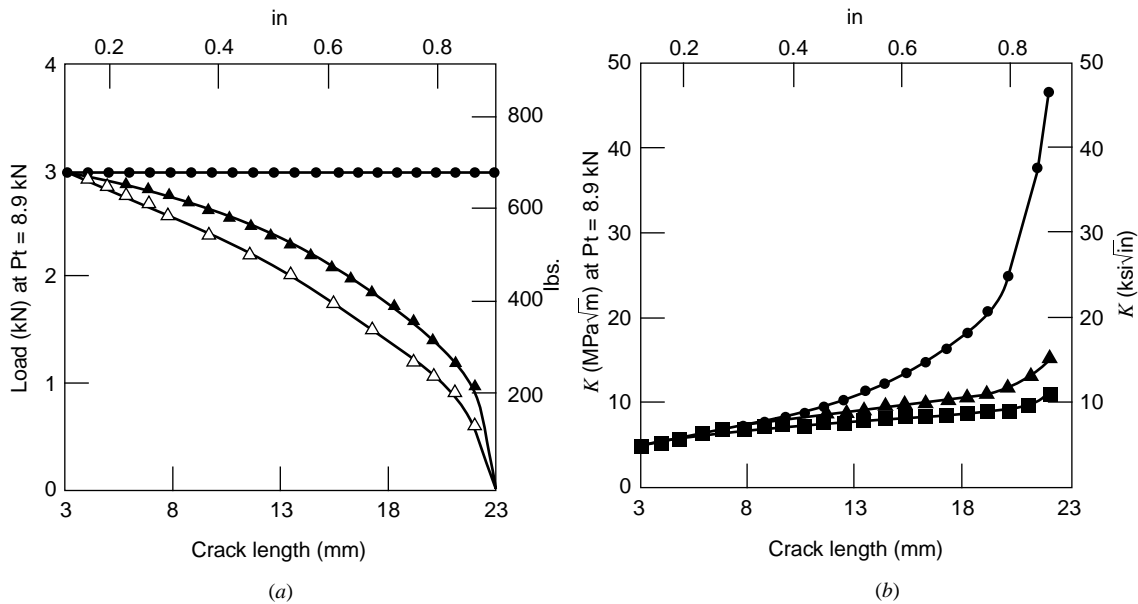 in
0.2 0.4 0.6 0.8
4
3
2
1
0
Load (kN) at Pt = 8.9 kN
800
600
400
200
lbs.
3 8 13 18 23
Crack length (mm)
(a)
in
0.2 0.4 0.6 0.8
50
40
30
20
10
0
K (MPa√m) at Pt = 8.9 kN
50
40
30
20
10
K (ksi√in)
3 8 13 18 23
Crack length (mm)
(b)